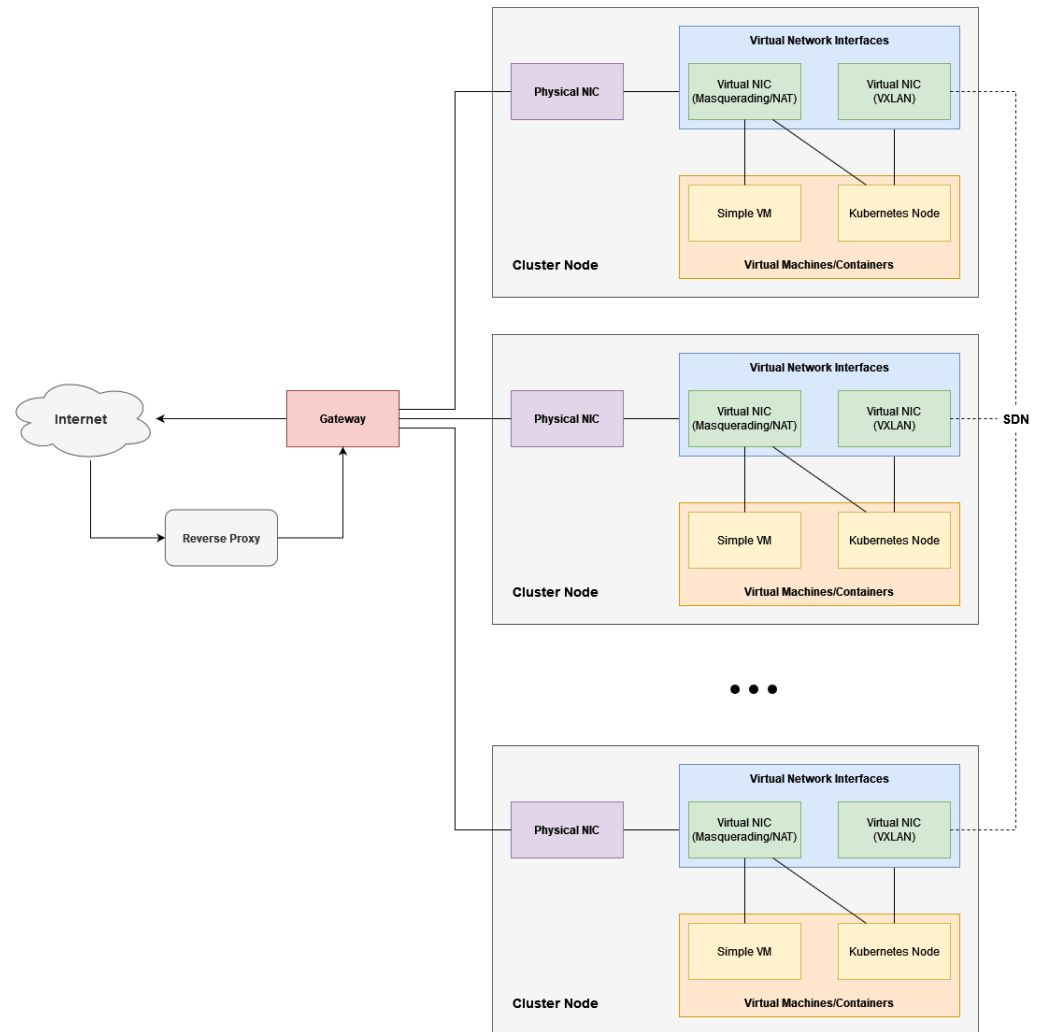 Virtual Network Interfaces
Physical NIC
Virtual NIC
(Masquerading/NAT)
Virtual NIC
(VXLAN)
Simple VM
Kubernetes Node
Cluster Node
Virtual Machines/Containers
Internet
Gateway
Reverse Proxy
Virtual Network Interfaces
Physical NIC
Virtual NIC
(Masquerading/NAT)
Virtual NIC
(VXLAN)
SDN
Simple VM
Kubernetes Node
Cluster Node
Virtual Machines/Containers
Virtual Network Interfaces
Physical NIC
Virtual NIC
(Masquerading/NAT)
Virtual NIC
(VXLAN)
Simple VM
Kubernetes Node
Cluster Node
Virtual Machines/Containers